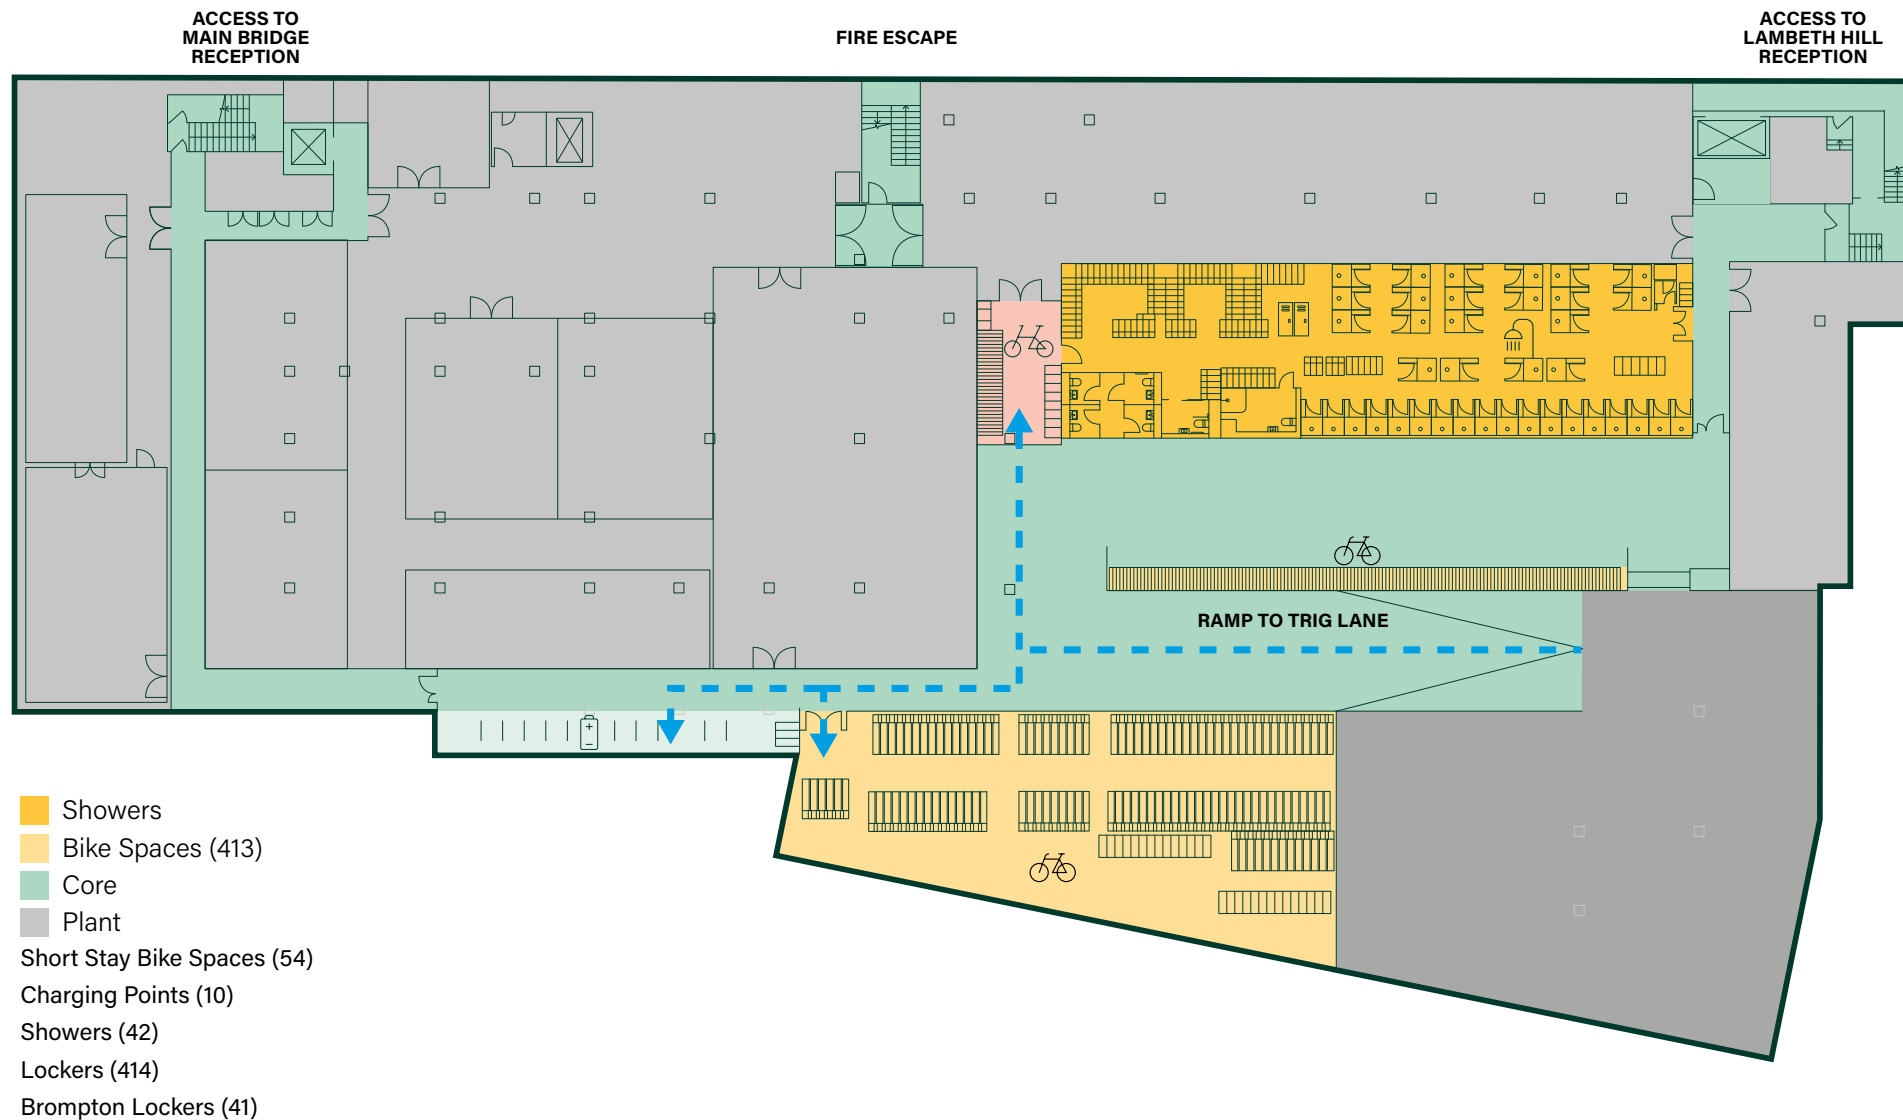 ACCESS TO
MAIN BRIDGE
RECEPTION
FIRE ESCAPE
ACCESS TO
LAMBETH HILL
RECEPTION
RAMP TO TRIG LANE
Showers
Bike Spaces (413)
Core
Plant
Short Stay Bike Spaces (54)
Charging Points (10)
Showers (42)
Lockers (414)
Brompton Lockers (41)